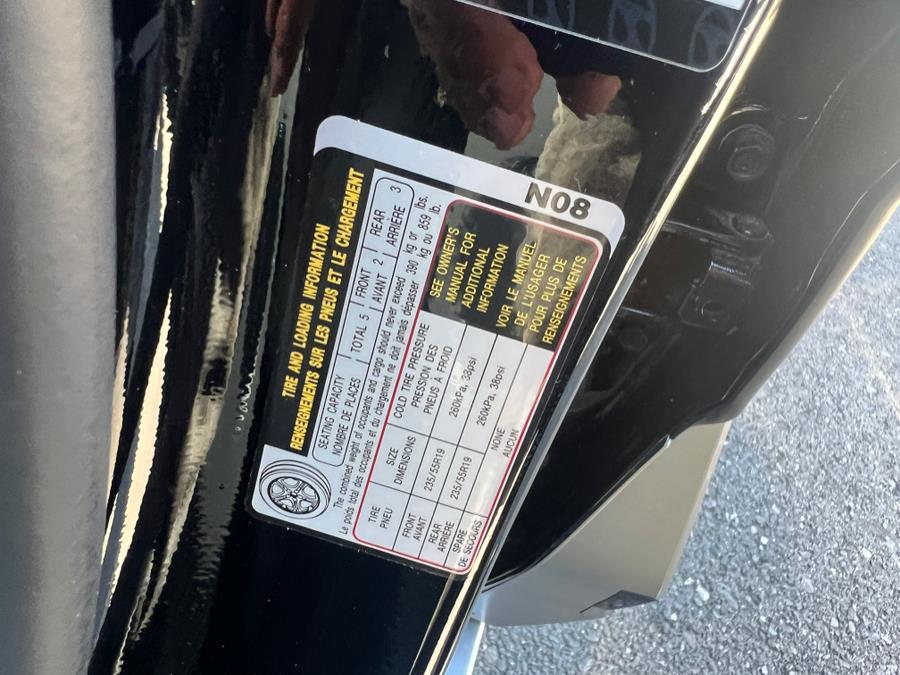 N08
TIRE AND LOADING INFORMATION
RENSEIGNEMENTS SUR LES PNEUS ET LE CHARGEMENT
SEATING CAPACITY
NOMBRE DE PLACES
TOTAL 5
FRONT
AVANT 2
REAR
ARRIÈRE 3
The combined weight of occupants and cargo should never exceed 390 kg or 859 lbs.
Le poids total des occupants et du chargement ne doit jamais dépasser 390 kg ou 859 lb.
TIRE
PNEU
SIZE
DIMENSIONS
COLD TIRE PRESSURE
PRESSION DES
PNEUS À FROID
FRONT
AVANT
235/55R19
260kPa, 38psi
REAR
ARRIÈRE
235/55R19
260kPa, 38psi
SPARE
DE SECOURS
NONE
AUCUN
SEE OWNER'S
MANUAL FOR
ADDITIONAL
INFORMATION
VOIR LE MANUEL
DE L'USAGER
POUR PLUS DE
RENSEIGNEMENTS